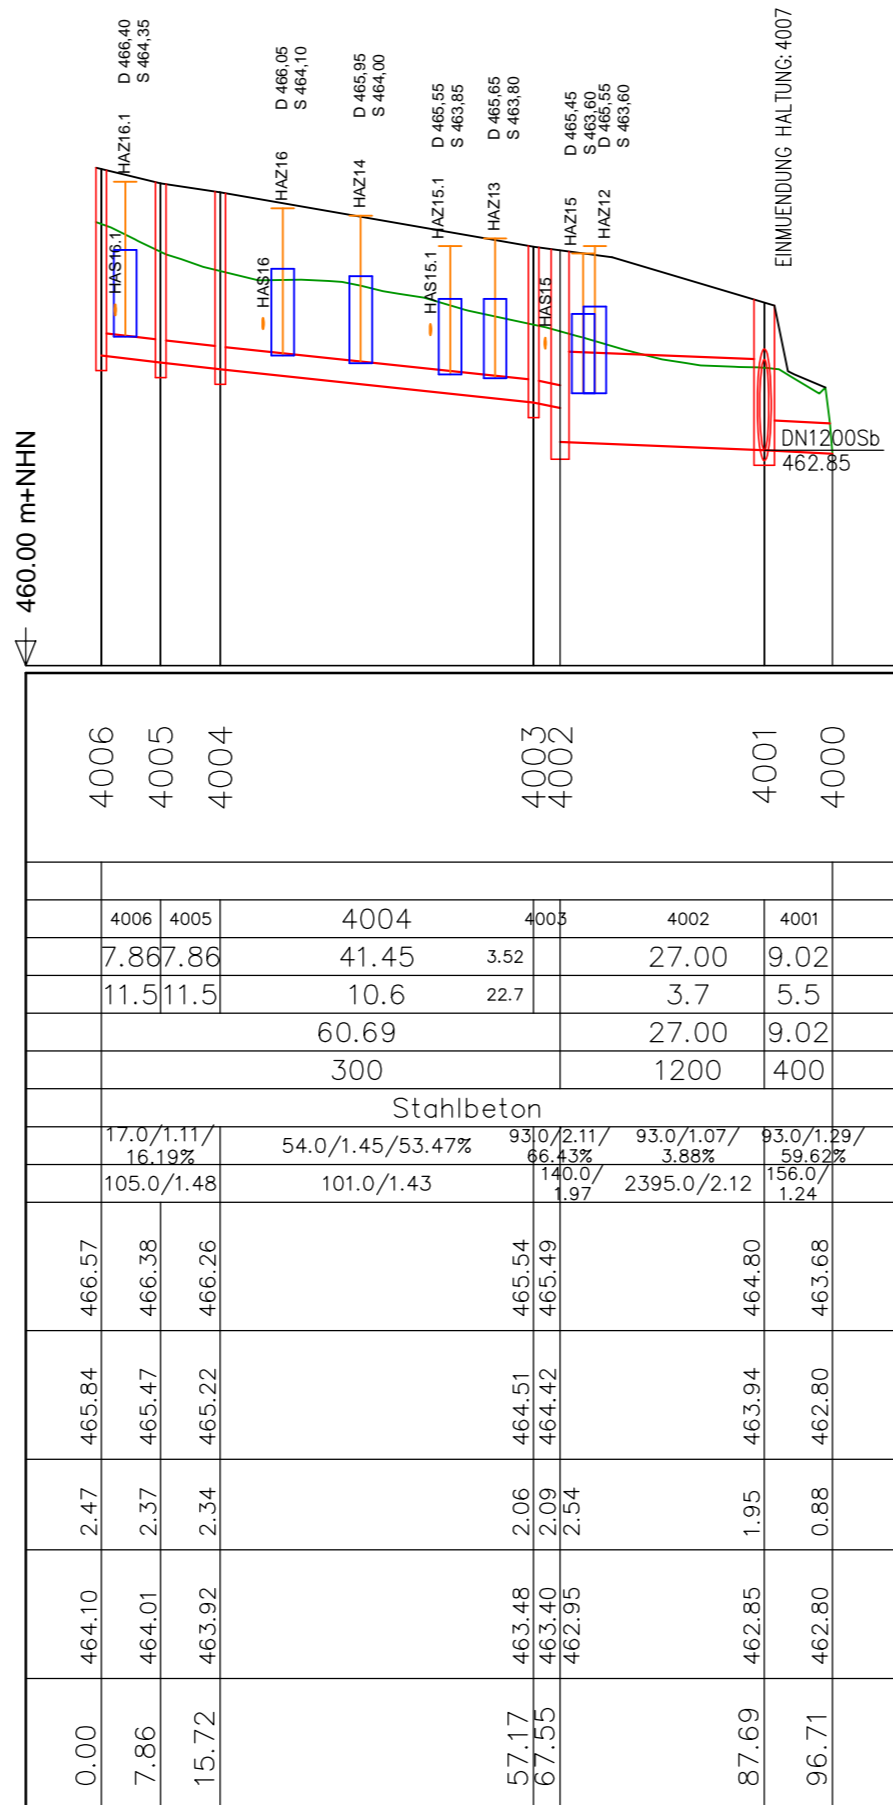 D 466,40
S 464,35
HAZ16.1
HAS16.1
D 466,05
S 464,10
HAZ16
HAS16
D 465,95
S 464,00
HAZ14
D 465,55
S 463,85
HAZ15.1
HAS15.1
D 465,65
S 463,80
HAZ13
D 465,45
S 463,60
HAZ15
HAS15
D 465,55
S 463,60
HAZ12
EINMUENDUNG HALTUNG:4007
DN1200Sb
462.85
460.00 m+NHN
4006 4005 4004 4003 4002 4001 4000
4006 4005 4004 4003 4002 4001
7.86 7.86 41.45 3.52 27.00 9.02
11.5 11.5 10.6 22.7 3.7 5.5
60.69 27.00 9.02
300 1200 400
Stahlbeton
17.0/1.11/
16.19%
54.0/1.45/53.47%
93.0/2.11/
66.43%
93.0/1.07/
3.88%
93.0/1.29/
59.62%
105.0/1.48
101.0/1.43
140.0/
1.97
2395.0/2.12
156.0/
1.24
466.57 466.38 466.26 465.54 465.49 464.80 463.68
465.84 465.47 465.22 464.51 464.42 463.94 462.80
2.47 2.37 2.34 2.06 2.09 2.54 1.95 0.88
464.10 464.01 463.92 463.48 463.40 462.95 462.85 462.80
0.00 7.86 15.72 57.17 67.55 87.69 96.71